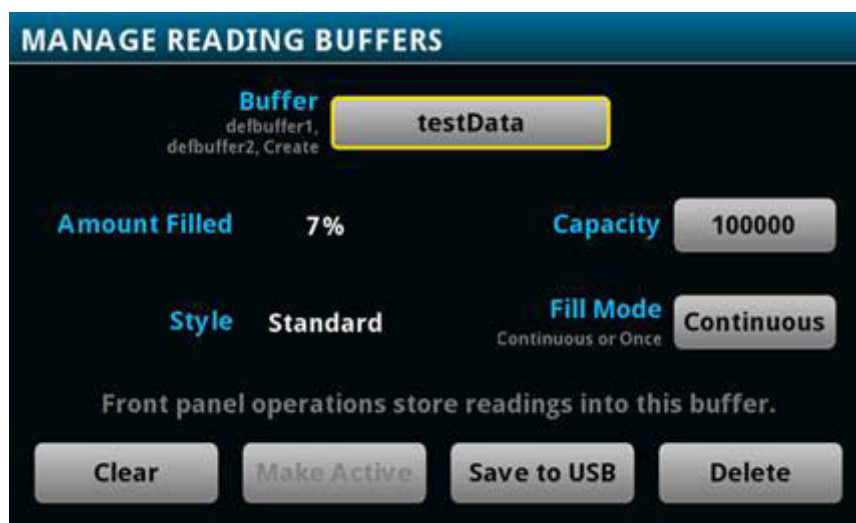 MANAGE READING BUFFERS
Buffer
defbuffer1,
defbuffer2, Create
testData
Amount Filled
7%
Capacity
100000
Style
Standard
Fill Mode
Continuous or Once
Continuous
Front panel operations store readings into this buffer.
Clear
Make Active
Save to USB
Delete